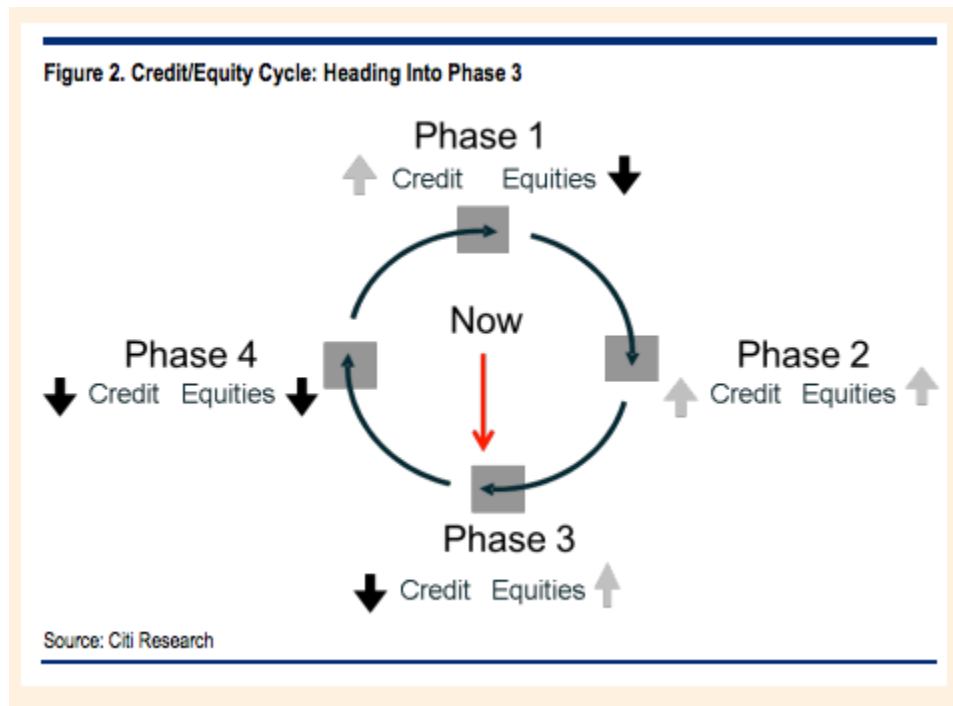 Figure 2. Credit/Equity Cycle: Heading Into Phase 3
Phase 1
Credit Equities
Now
Phase 4
Credit Equities
Phase 2
Credit Equities
Phase 3
Credit Equities
Source: Citi Research